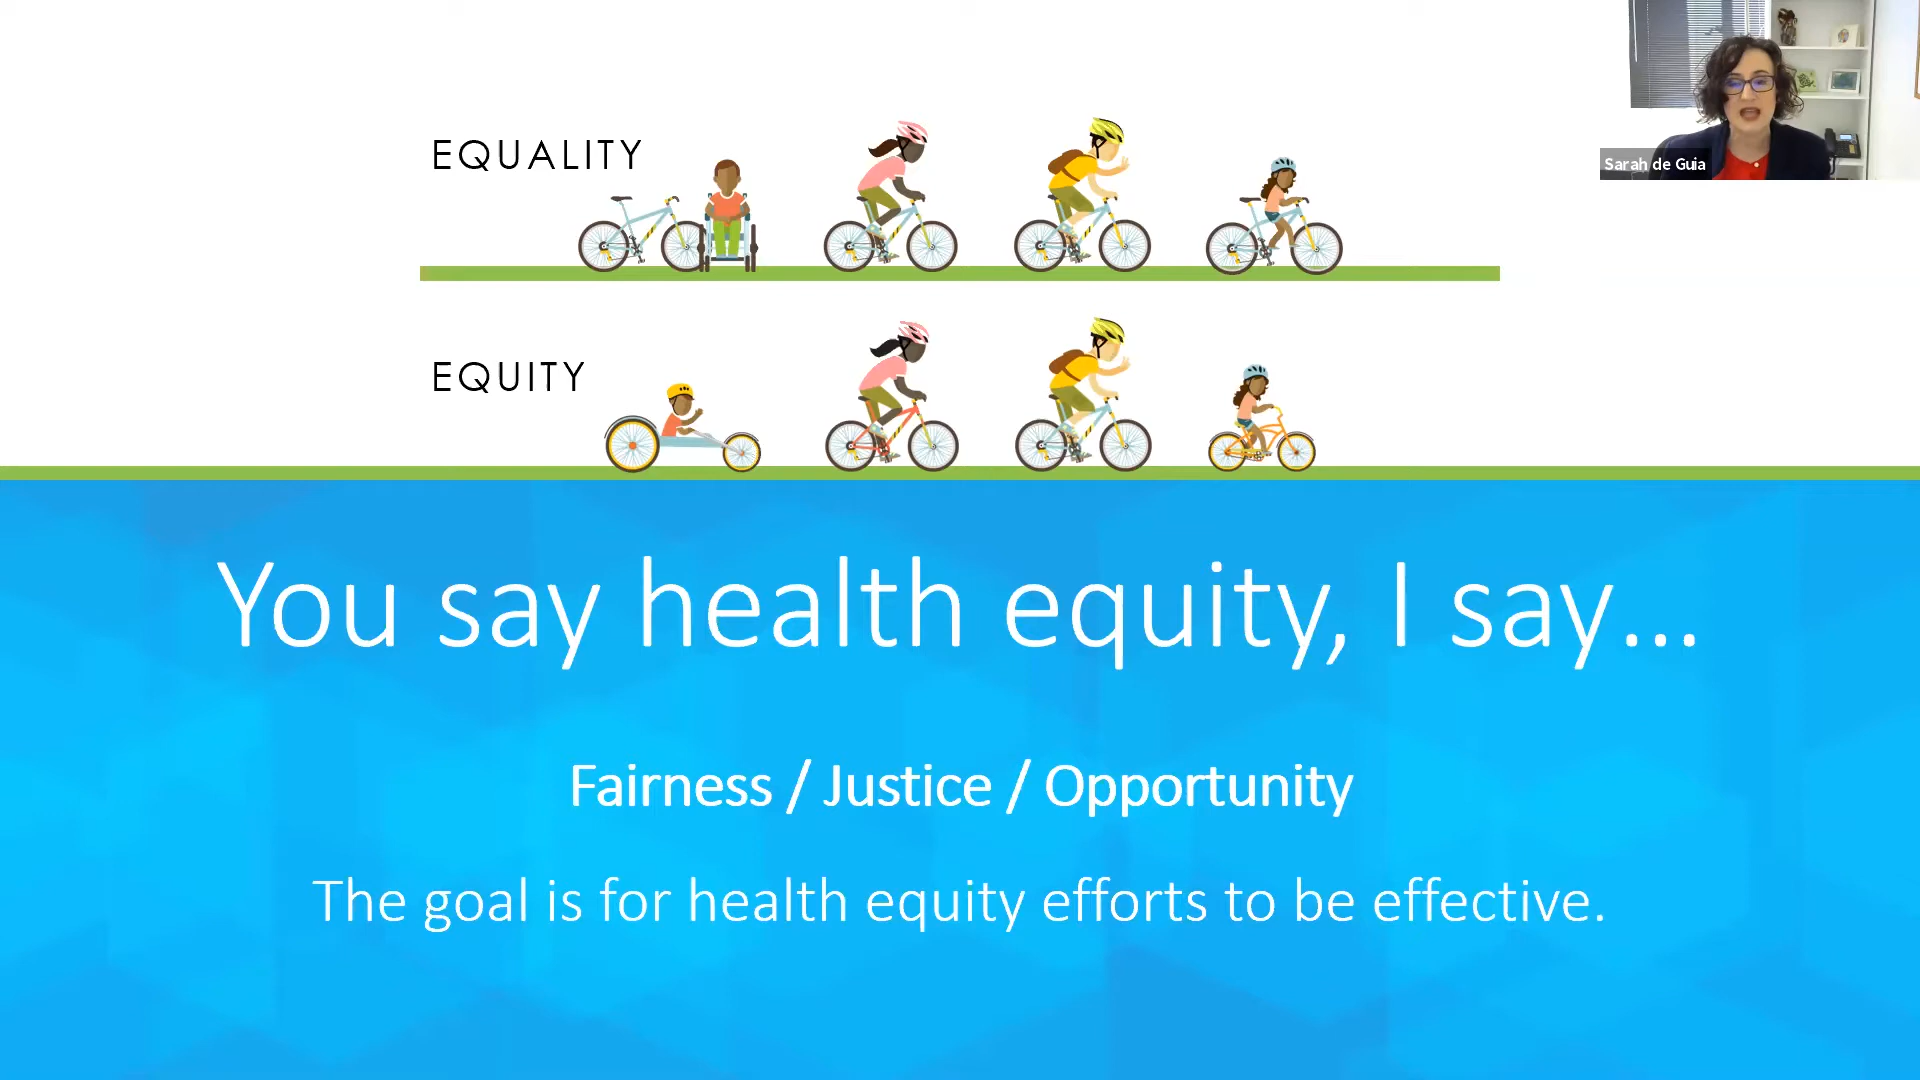 EQUALITY
Sarah de Guia
EQUITY
You say health equity, I say...
Fairness / Justice / Opportunity
The goal is for health equity efforts to be effective.